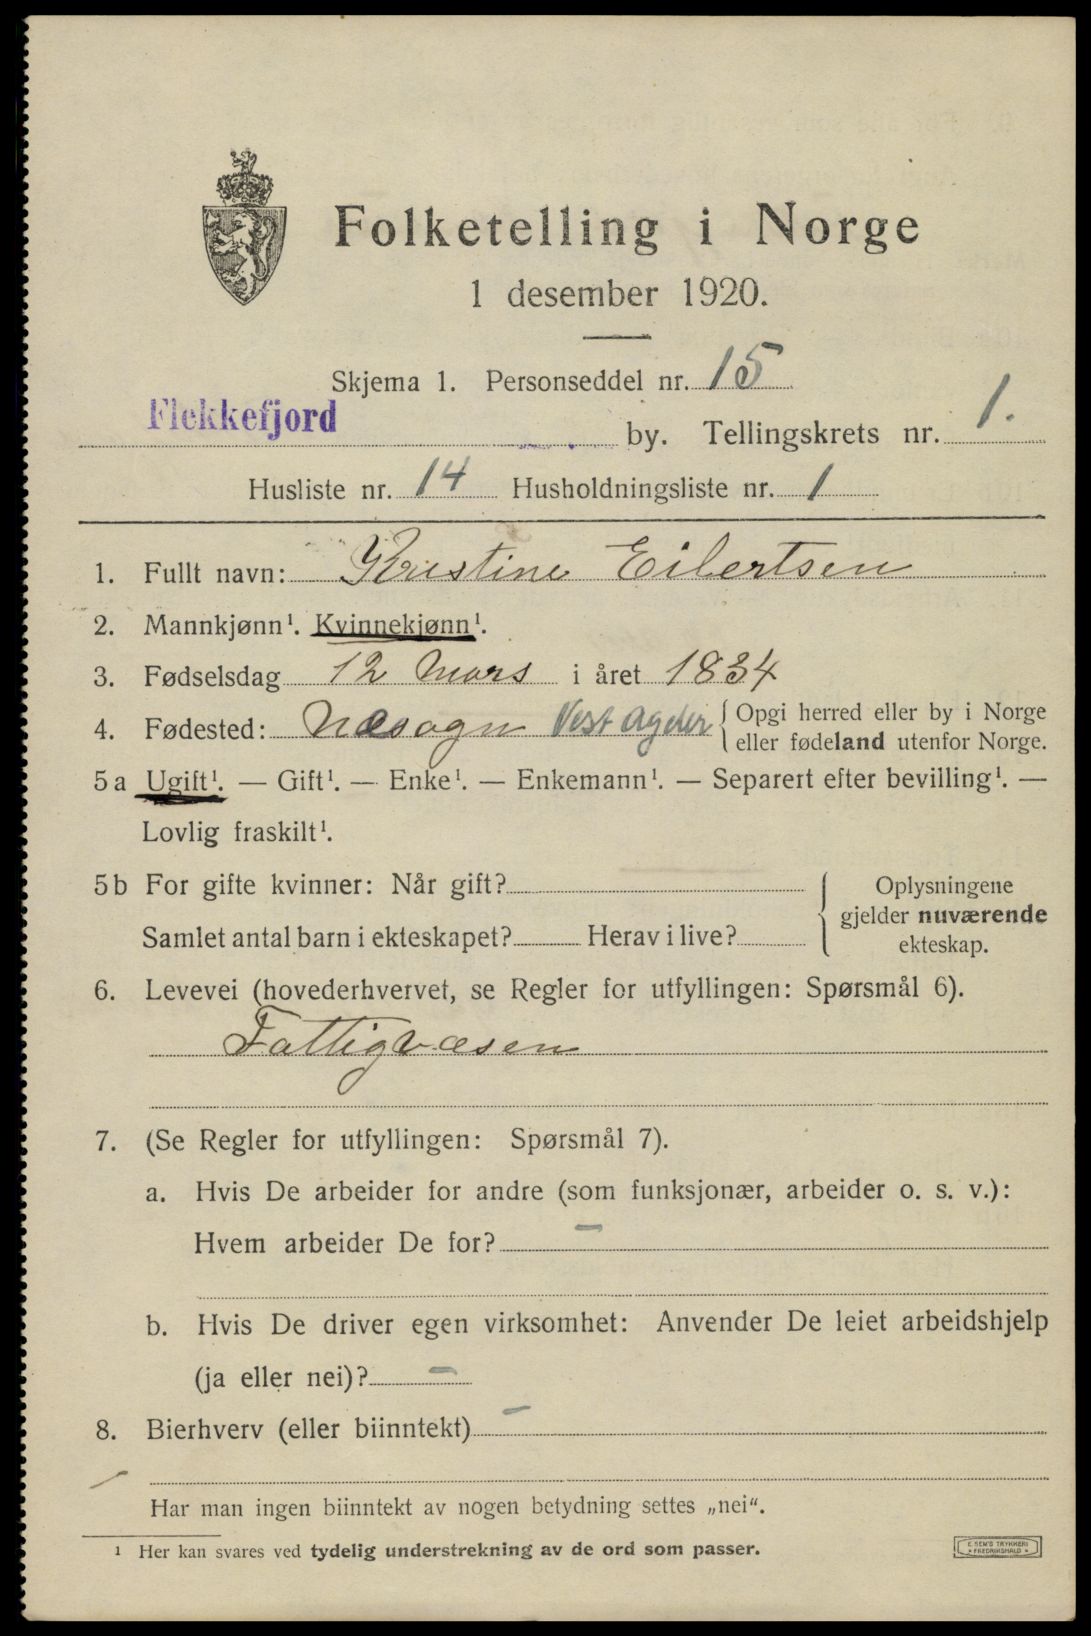 Folketelling i Norge
1 desember 1920.
Skjema 1. Personseddel nr. 15
Flekkefjord by. Tellingskrets nr. 1.
Husliste nr. 14 Husholdningsliste nr. 1
1. Fullt navn: Kristine Eilertsen
2. Mannkjønn¹. Kvinnekjønn¹.
3. Fødselsdag 12 Mars i året 1834
4. Fødested: Næsogn Vest Agder { Opgi herred eller by i Norge
eller fødeland utenfor Norge.
5a Ugift¹. — Gift¹. — Enke¹. — Enkemann¹. — Separert efter bevilling¹. —
Lovlig fraskilt¹.
5b For gifte kvinner: Når gift?
Samlet antal barn i ekteskapet? Herav i live?
Oplysningene
gjelder nuværende
ekteskap.
6. Levevei (hovederhvervet, se Regler for utfyllingen: Spørsmål 6).
Fattigvæsen
7. (Se Regler for utfyllingen: Spørsmål 7).
a. Hvis De arbeider for andre (som funksjonær, arbeider o. s. v.):
Hvem arbeider De for? —
b. Hvis De driver egen virksomhet: Anvender De leiet arbeidshjelp
(ja eller nei)? —
8. Bierhverv (eller biinntekt) —
Har man ingen biinntekt av nogen betydning settes „nei“.
¹ Her kan svares ved tydelig understrekning av de ord som passer.
E. SEM'S TRYKKERI
• FREDRIKSHALD •